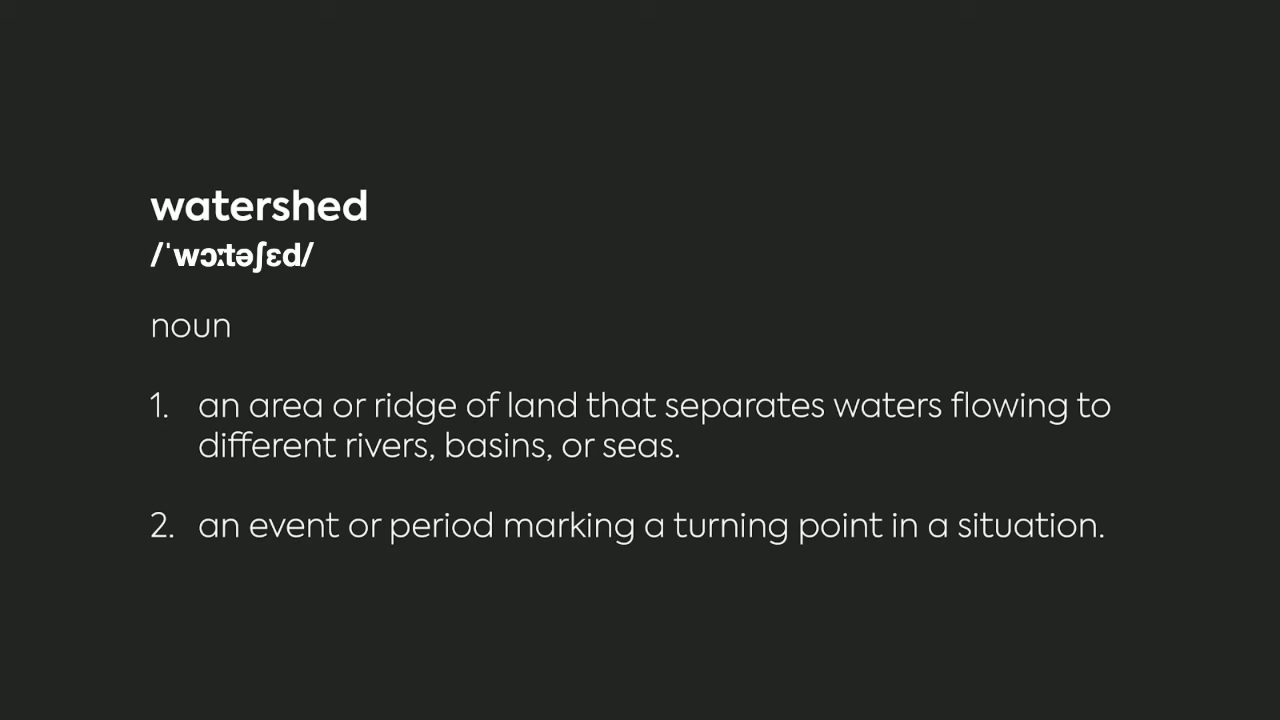 watershed
/ˈwɔːtəʃɛd/
noun
1. an area or ridge of land that separates waters flowing to
different rivers, basins, or seas.
2. an event or period marking a turning point in a situation.